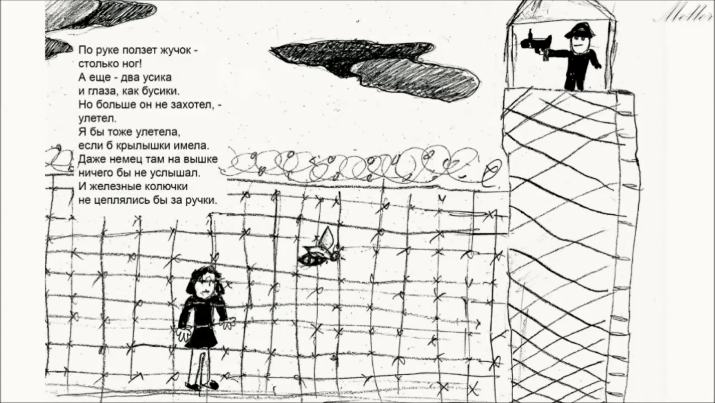 По руке ползет жучок -
столько ног!
А еще - два усика
и глаза, как бусики.
Но больше он не захотел, -
улетел.
Я бы тоже улетела,
если б крылышки имела.
Даже немец там на вышке
ничего бы не услышал.
И железные колючки
не цеплялись бы за ручки.